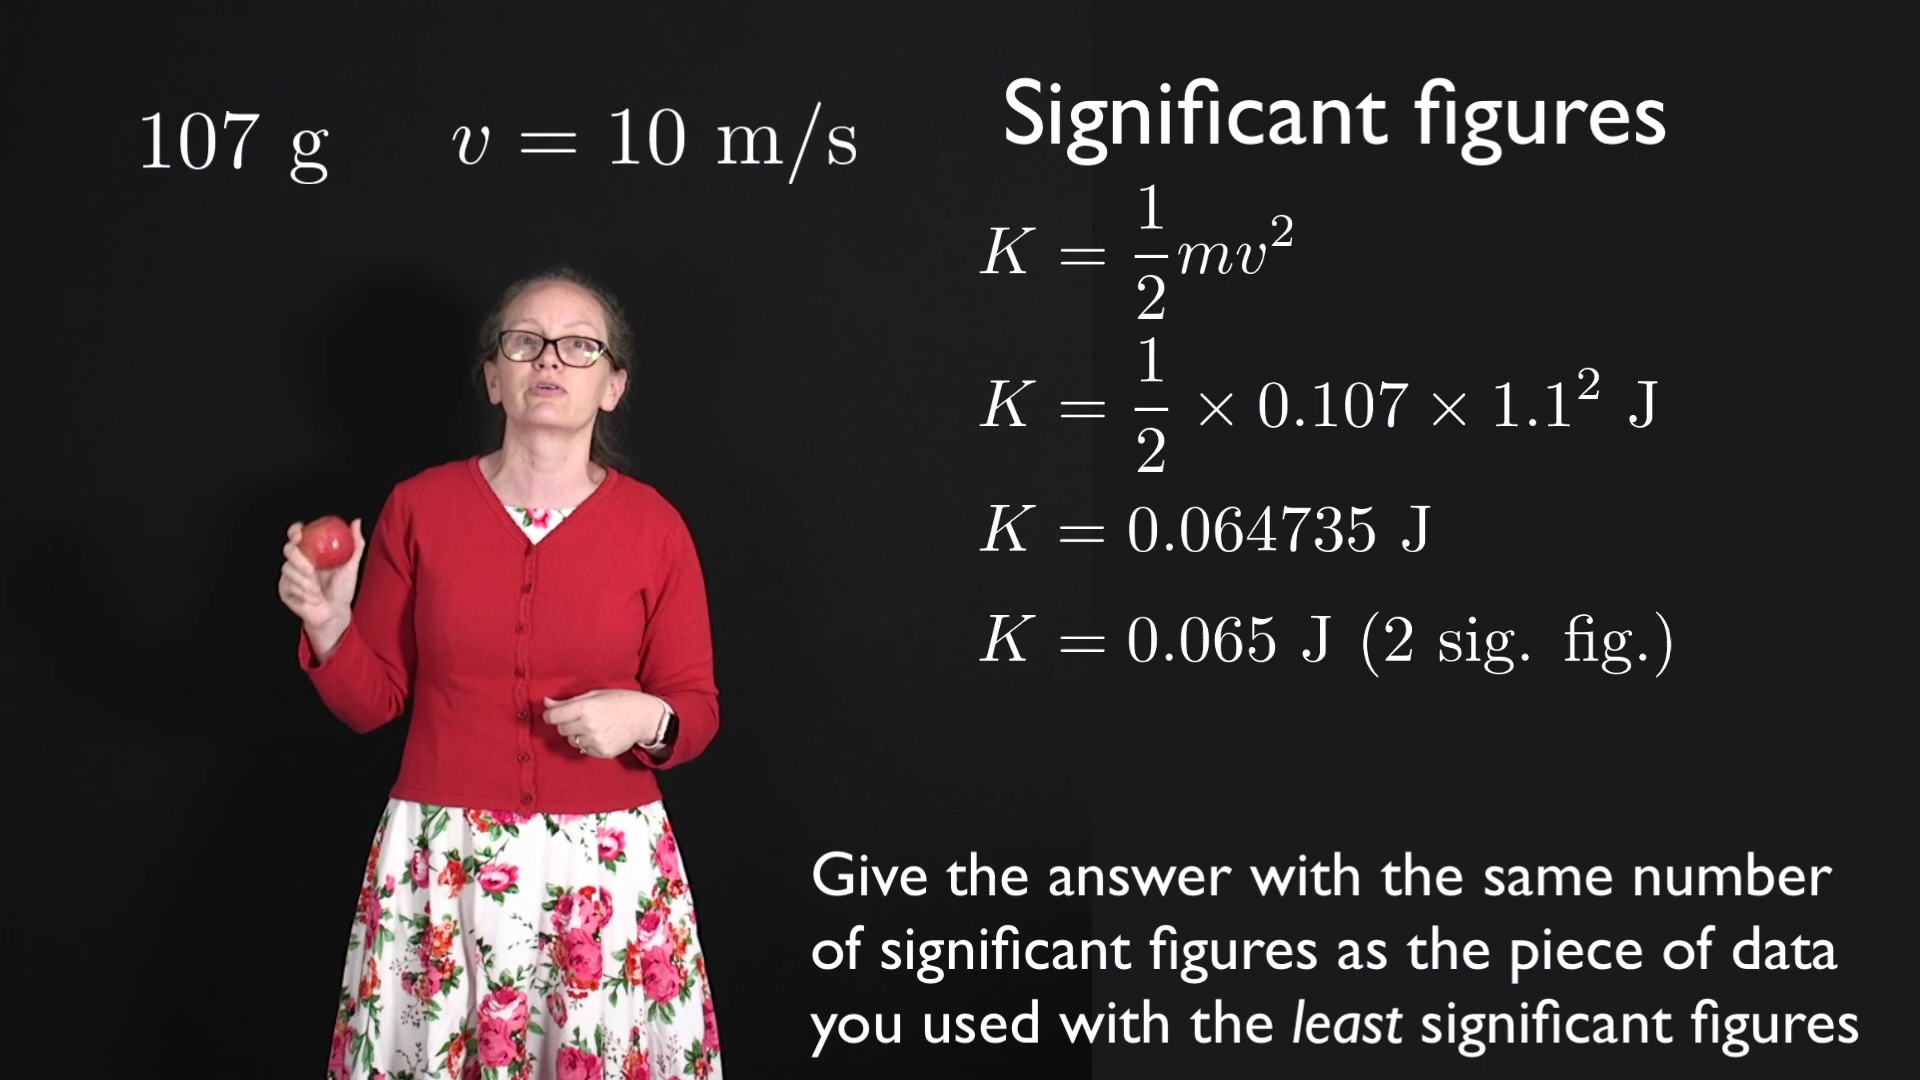 107 g v = 10 m/s
Significant figures
K = 1/2 mv²
K = 1/2 × 0.107 × 1.1² J
K = 0.064735 J
K = 0.065 J (2 sig. fig.)
Give the answer with the same number
of significant figures as the piece of data
you used with the least significant figures